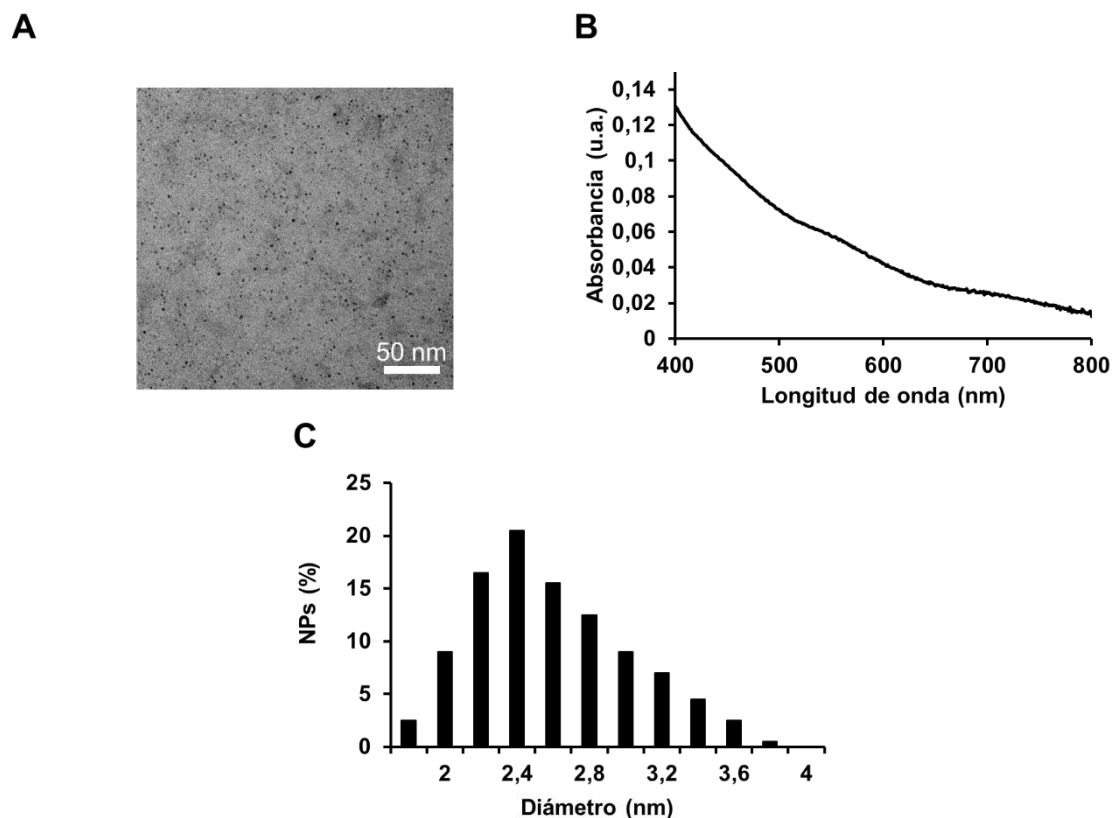 A
50 nm
B
Absorbancia (u.a.)
0,14
0,12
0,1
0,08
0,06
0,04
0,02
0
400 500 600 700 800
Longitud de onda (nm)
C
NPs (%)
25
20
15
10
5
0
2 2,4 2,8 3,2 3,6 4
Diámetro (nm)